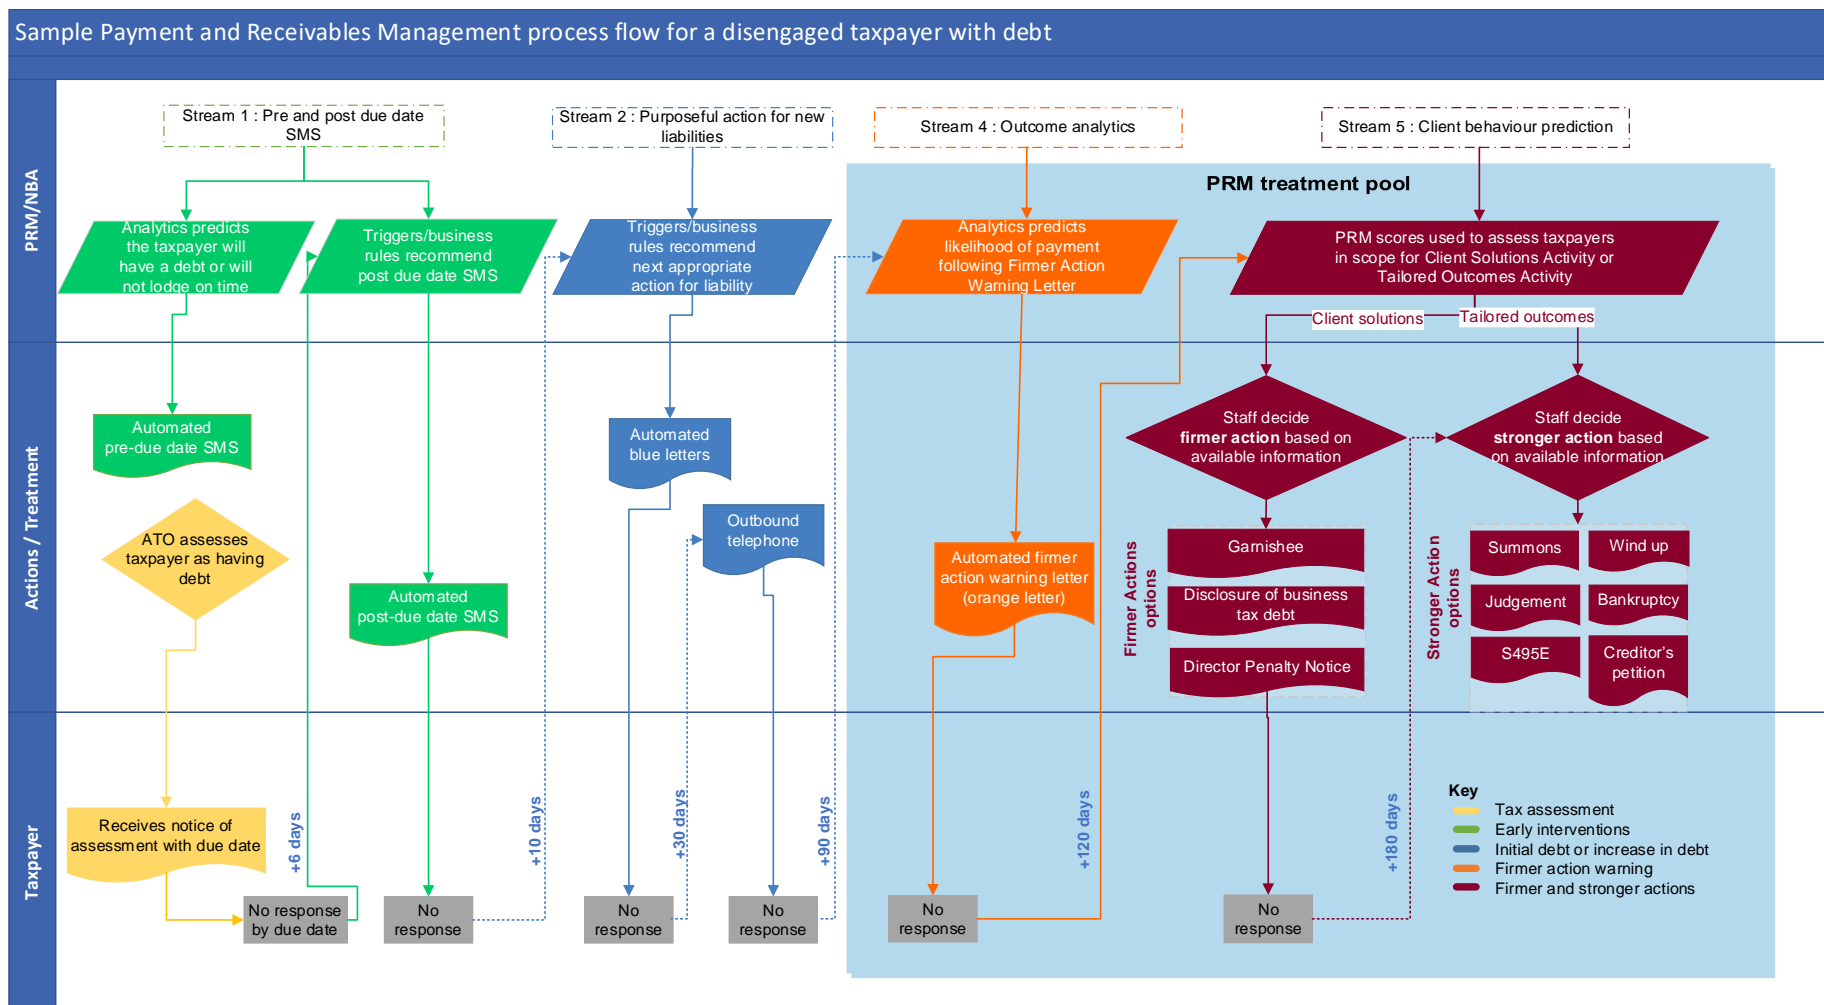 Sample Payment and Receivables Management process flow for a disengaged taxpayer with debt
PRM/NBA
Stream 1 : Pre and post due date
SMS
Stream 2 : Purposeful action for new
liabilities
Stream 4 : Outcome analytics
Stream 5 : Client behaviour prediction
PRM treatment pool
Analytics predicts
the taxpayer will
have a debt or will
not lodge on time
Triggers/business
rules recommend
post due date SMS
Triggers/business
rules recommend
next appropriate
action for liability
Analytics predicts
likelihood of payment
following Firmer Action
Warning Letter
PRM scores used to assess taxpayers
in scope for Client Solutions Activity or
Tailored Outcomes Activity
Client solutions
Tailored outcomes
Actions / Treatment
Automated
pre-due date SMS
ATO assesses
taxpayer as having
debt
Automated
post-due date SMS
Automated
blue letters
Outbound
telephone
Automated firmer
action warning letter
(orange letter)
Staff decide
firmer action based on
available information
Staff decide
stronger action based
on available information
Firmer Actions
options
Garnishee
Disclosure of business
tax debt
Director Penalty Notice
Stronger Action
options
Summons
Wind up
Judgement
Bankruptcy
S495E
Creditor's
petition
Taxpayer
Receives notice of
assessment with due date
No response
by due date
+6 days
No
response
+10 days
No
response
+30 days
No
response
+90 days
No
response
+120 days
No
response
+180 days
Key
Tax assessment
Early interventions
Initial debt or increase in debt
Firmer action warning
Firmer and stronger actions